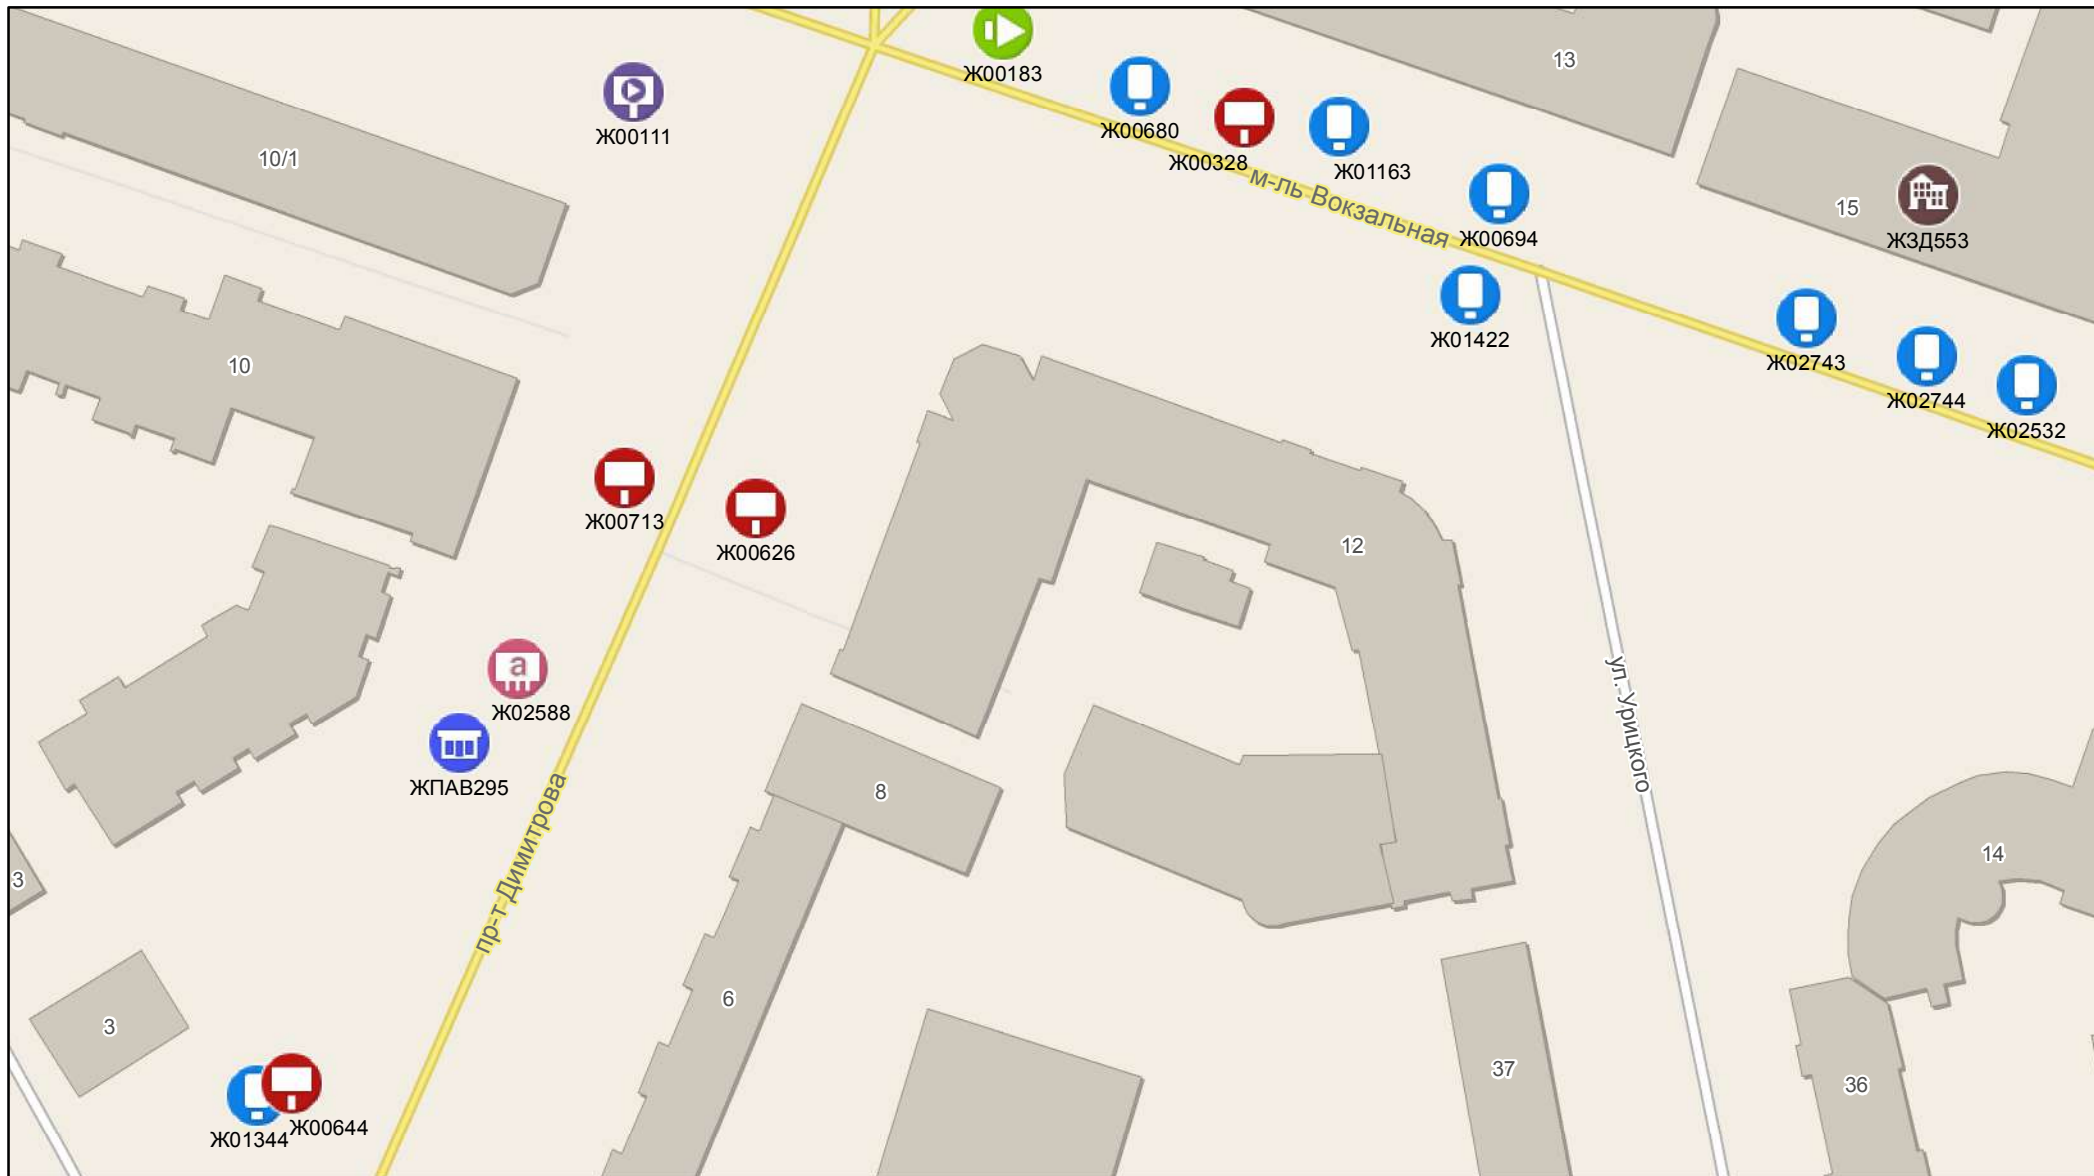 13
Ж00183
Ж00111
Ж00680
10/1
Ж00328
Ж01163
м-ль Вокзальная
15
Ж00694
ЖЗД553
Ж01422
10
Ж02743
Ж02744
Ж02532
Ж00713
Ж00626
12
a
Ж02588
ул. Урицкого
ЖПАВ295
8
пр-т Димитрова
14
3
6
3
37
36
Ж01344
Ж00644